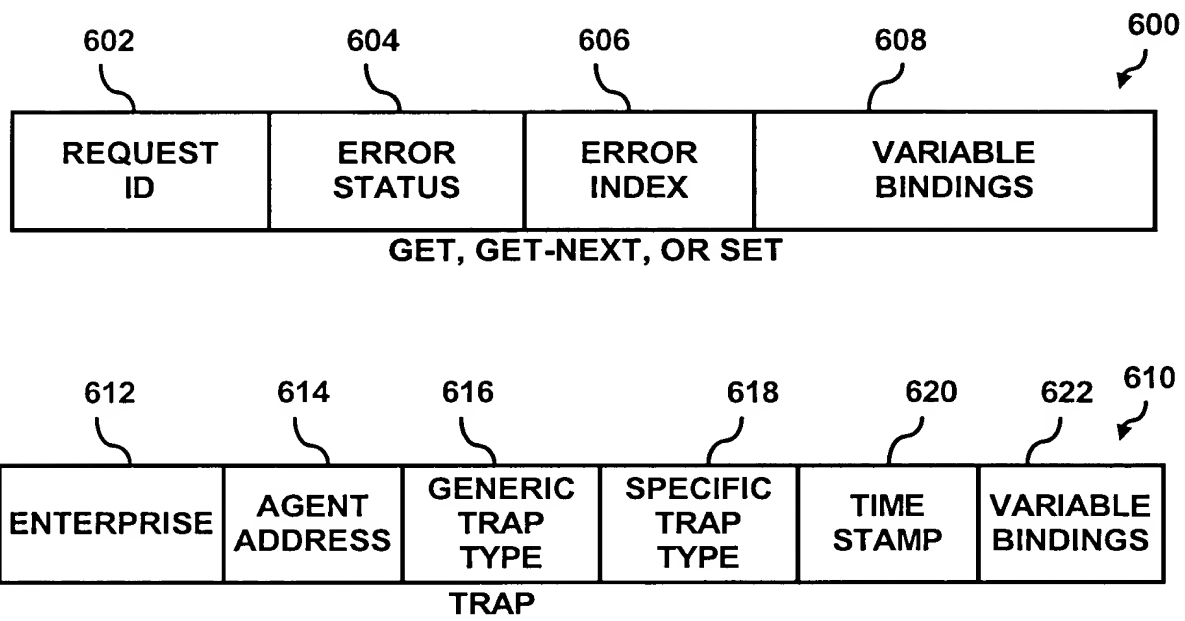 602 604 606 608 600
REQUEST ID
ERROR STATUS
ERROR INDEX
VARIABLE BINDINGS
GET, GET-NEXT, OR SET
612 614 616 618 620 622 610
ENTERPRISE
AGENT ADDRESS
GENERIC TRAP TYPE
SPECIFIC TRAP TYPE
TIME STAMP
VARIABLE BINDINGS
TRAP